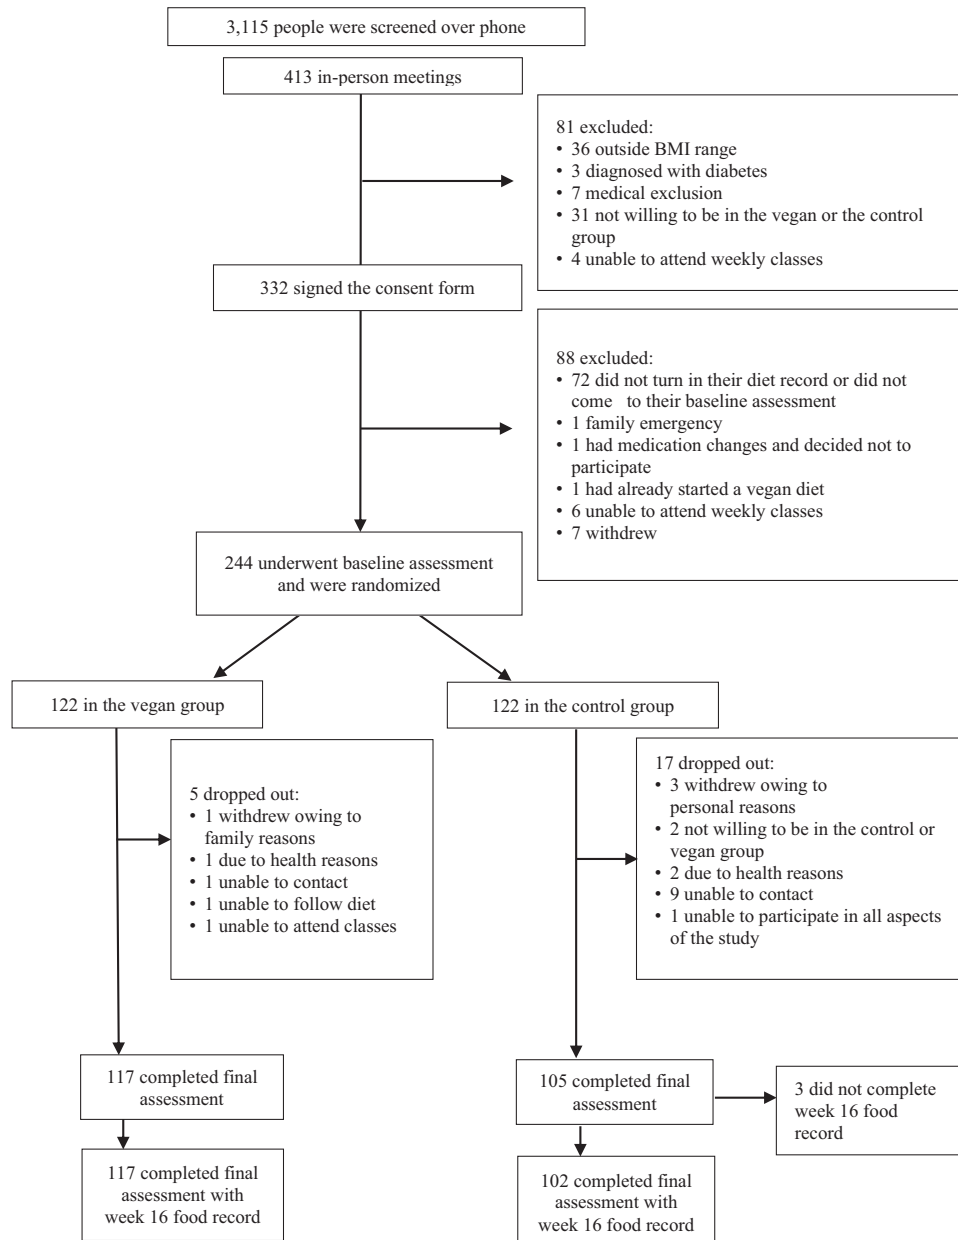 3,115 people were screened over phone
413 in-person meetings
81 excluded:
• 36 outside BMI range
• 3 diagnosed with diabetes
• 7 medical exclusion
• 31 not willing to be in the vegan or the control
group
• 4 unable to attend weekly classes
332 signed the consent form
88 excluded:
• 72 did not turn in their diet record or did not
come to their baseline assessment
• 1 family emergency
• 1 had medication changes and decided not to
participate
• 1 had already started a vegan diet
• 6 unable to attend weekly classes
• 7 withdrew
244 underwent baseline assessment
and were randomized
122 in the vegan group
122 in the control group
5 dropped out:
• 1 withdrew owing to
family reasons
• 1 due to health reasons
• 1 unable to contact
• 1 unable to follow diet
• 1 unable to attend classes
17 dropped out:
• 3 withdrew owing to
personal reasons
• 2 not willing to be in the control or
vegan group
• 2 due to health reasons
• 9 unable to contact
• 1 unable to participate in all aspects
of the study
117 completed final
assessment
105 completed final
assessment
3 did not complete
week 16 food
record
117 completed final
assessment with
week 16 food record
102 completed final
assessment with
week 16 food record